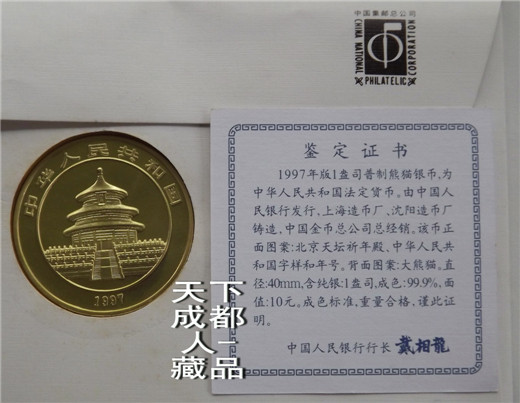 中国集邮总公司
CHINA NATIONAL
PHILATELIC
CORPORATION
中华人民共和国
1997
鉴定证书
1997年版1盎司普制熊猫银币,为
中华人民共和国法定货币。由中国人
民银行发行,上海造币厂、沈阳造币厂
铸造,中国金币总公司总经销,该币正
面图案:北京天坛祈年殿、中华人民共
和国字样和年号。背面图案:大熊猫。直
径:40mm,含纯银:1盎司,成色:99.9%,面
值:10元。成色标准,重量合格,谨此证
明。
中国人民银行行长 戴相龍
天下
成都
人一
藏品